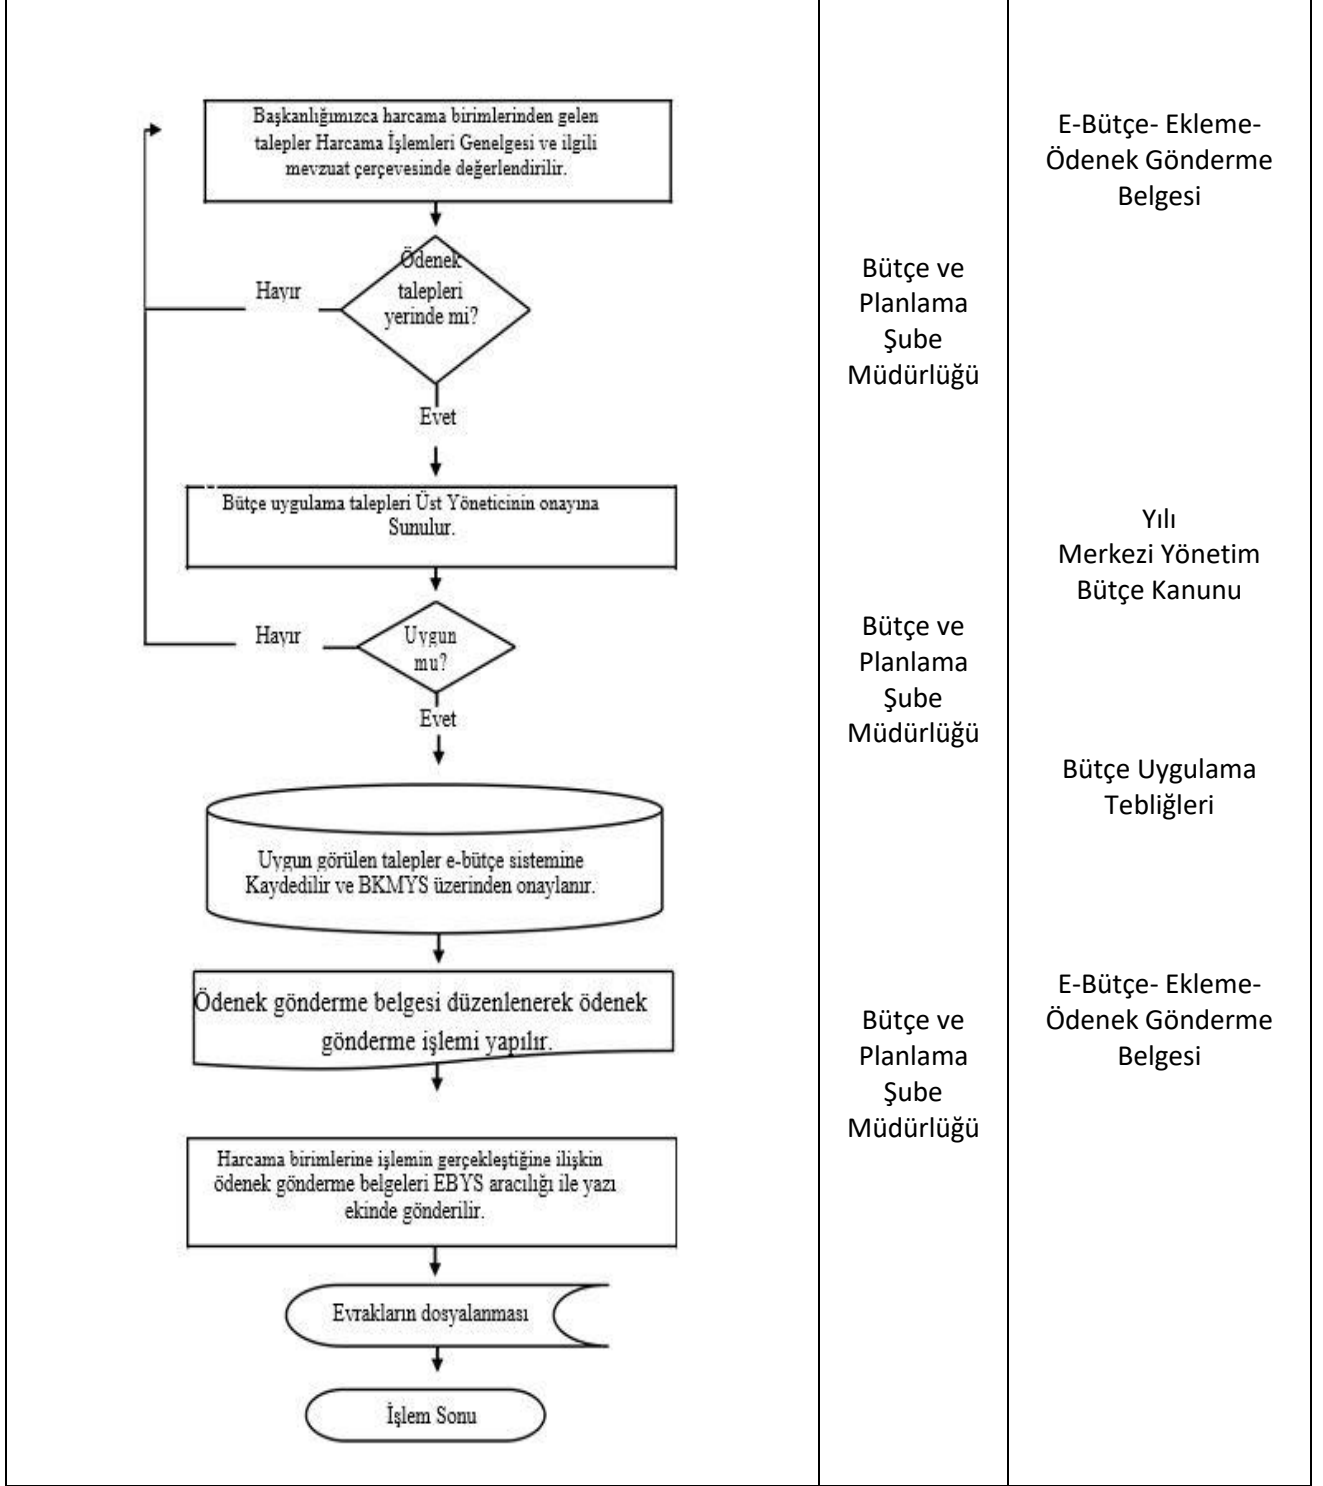 Başkanlığımızca harcama birimlerinden gelen
talepler Harcama İşlemleri Genelgesi ve ilgili
mevzuat çerçevesinde değerlendirilir.
Ödenek
talepleri
yerinde mi?
Hayır
Evet
Bütçe uygulama talepleri Üst Yöneticinin onayına
Sunulur.
Hayır
Uygun
mu?
Evet
Uygun görülen talepler e-bütçe sistemine
Kaydedilir ve BKMYS üzerinden onaylanır.
Ödenek gönderme belgesi düzenlenerek ödenek
gönderme işlemi yapılır.
Harcama birimlerine işlemin gerçekleştiğine ilişkin
ödenek gönderme belgeleri EBYS aracılığı ile yazı
ekinde gönderilir.
Evrakların dosyalanması
İşlem Sonu
Bütçe ve
Planlama
Şube
Müdürlüğü
Bütçe ve
Planlama
Şube
Müdürlüğü
Bütçe ve
Planlama
Şube
Müdürlüğü
E-Bütçe- Ekleme-
Ödenek Gönderme
Belgesi
Yılı
Merkezi Yönetim
Bütçe Kanunu
Bütçe Uygulama
Tebliğleri
E-Bütçe- Ekleme-
Ödenek Gönderme
Belgesi